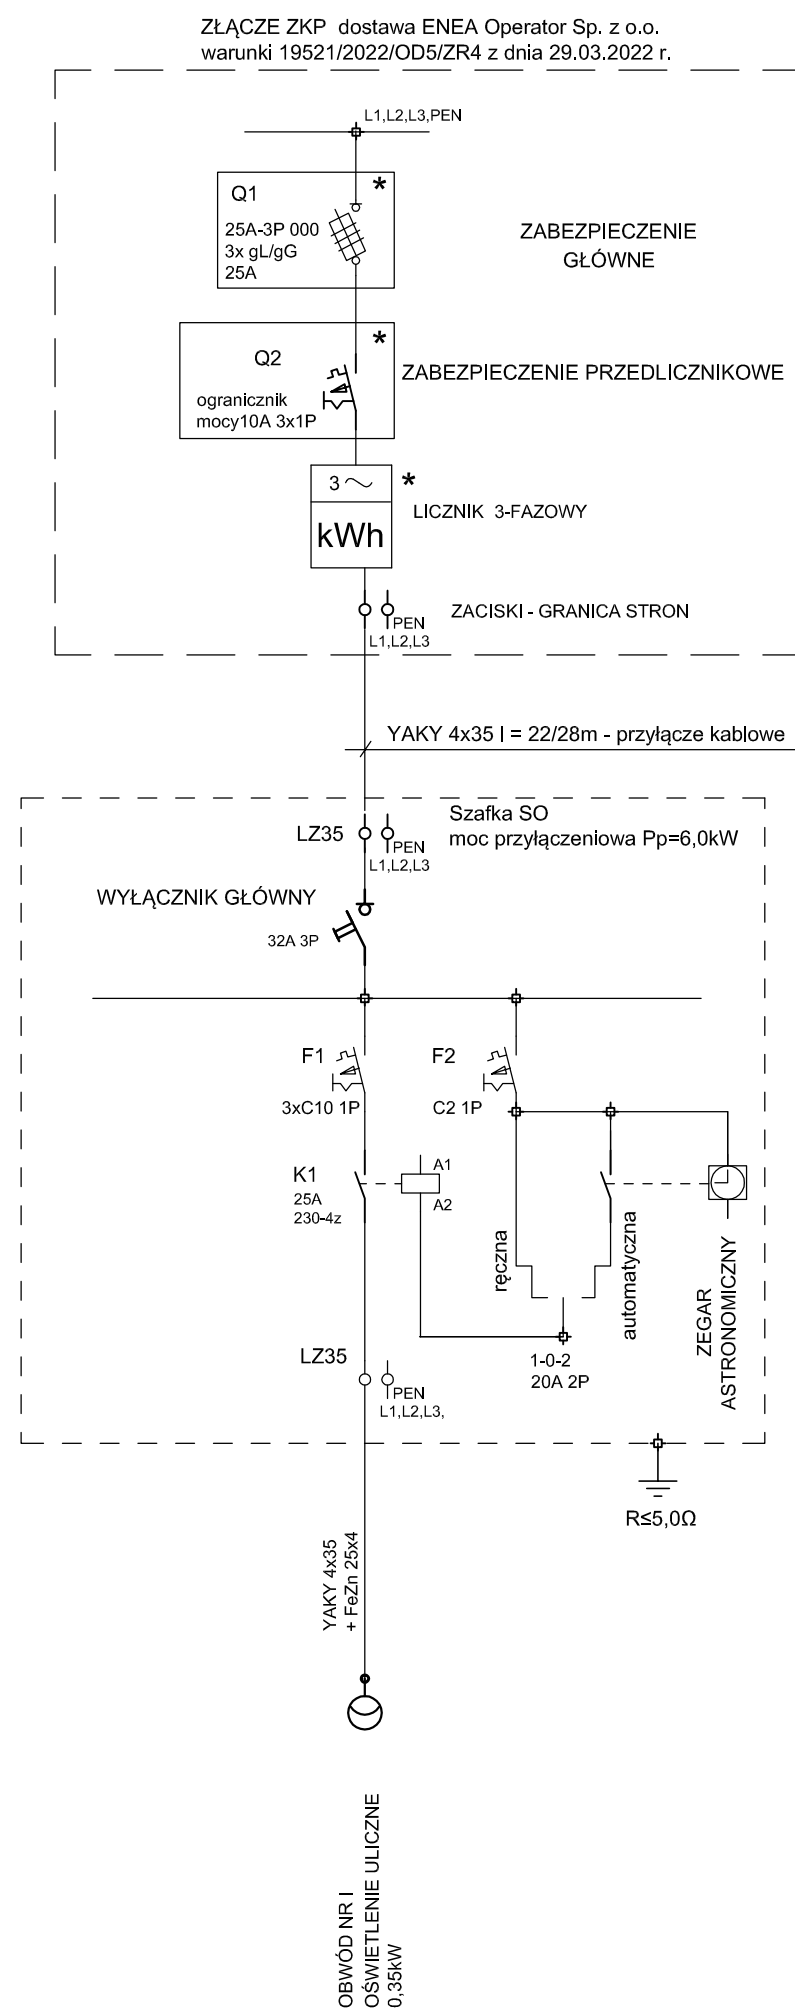 ZŁĄCZE ZKP dostawa ENEA Operator Sp. z o.o.
warunki 19521/2022/OD5/ZR4 z dnia 29.03.2022 r.
L1,L2,L3,PEN
Q1
*
25A-3P 000
3x gL/gG
25A
ZABEZPIECZENIE
GŁÓWNE
Q2
*
ogranicznik
mocy10A 3x1P
ZABEZPIECZENIE PRZEDLICZNIKOWE
3
*
kWh
LICZNIK 3-FAZOWY
ZACISKI - GRANICA STRON
PEN
L1,L2,L3
YAKY 4x35 l = 22/28m - przyłącze kablowe
Szafka SO
moc przyłączeniowa Pp=6,0kW
LZ35
PEN
L1,L2,L3
WYŁĄCZNIK GŁÓWNY
32A 3P
F1
3xC10 1P
F2
C2 1P
K1
25A
230-4z
A1
A2
ręczna
automatyczna
ZEGAR
ASTRONOMICZNY
LZ35
PEN
L1,L2,L3,
1-0-2
20A 2P
R≤5,0Ω
YAKY 4x35
+ FeZn 25x4
OBWÓD NR I
OŚWIETLENIE ULICZNE
0,35kW